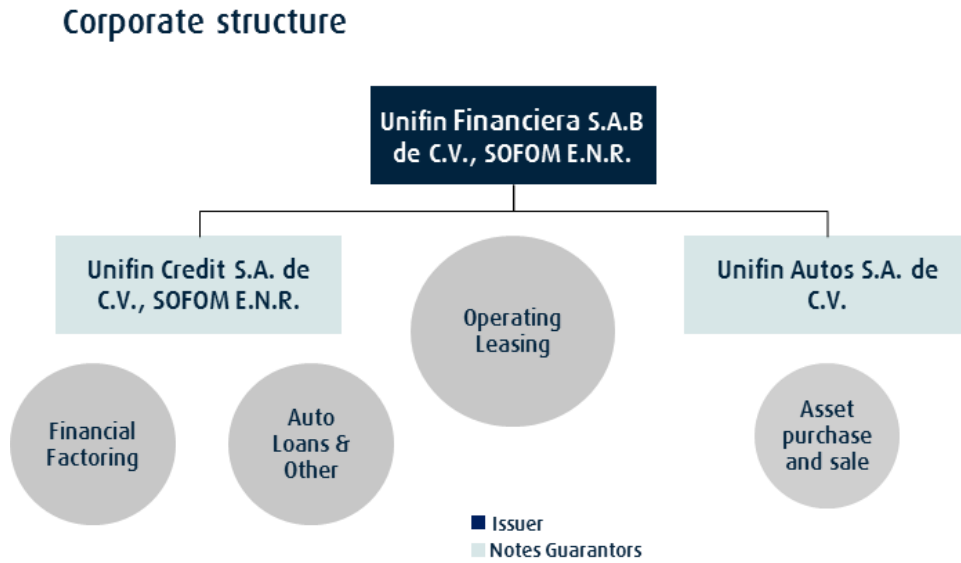 Corporate structure
Unifin Financiera S.A.B
de C.V., SOFOM E.N.R.
Unifin Credit S.A. de
C.V., SOFOM E.N.R.
Operating
Leasing
Unifin Autos S.A. de
C.V.
Financial
Factoring
Auto
Loans &
Other
Asset
purchase
and sale
Issuer
Notes Guarantors